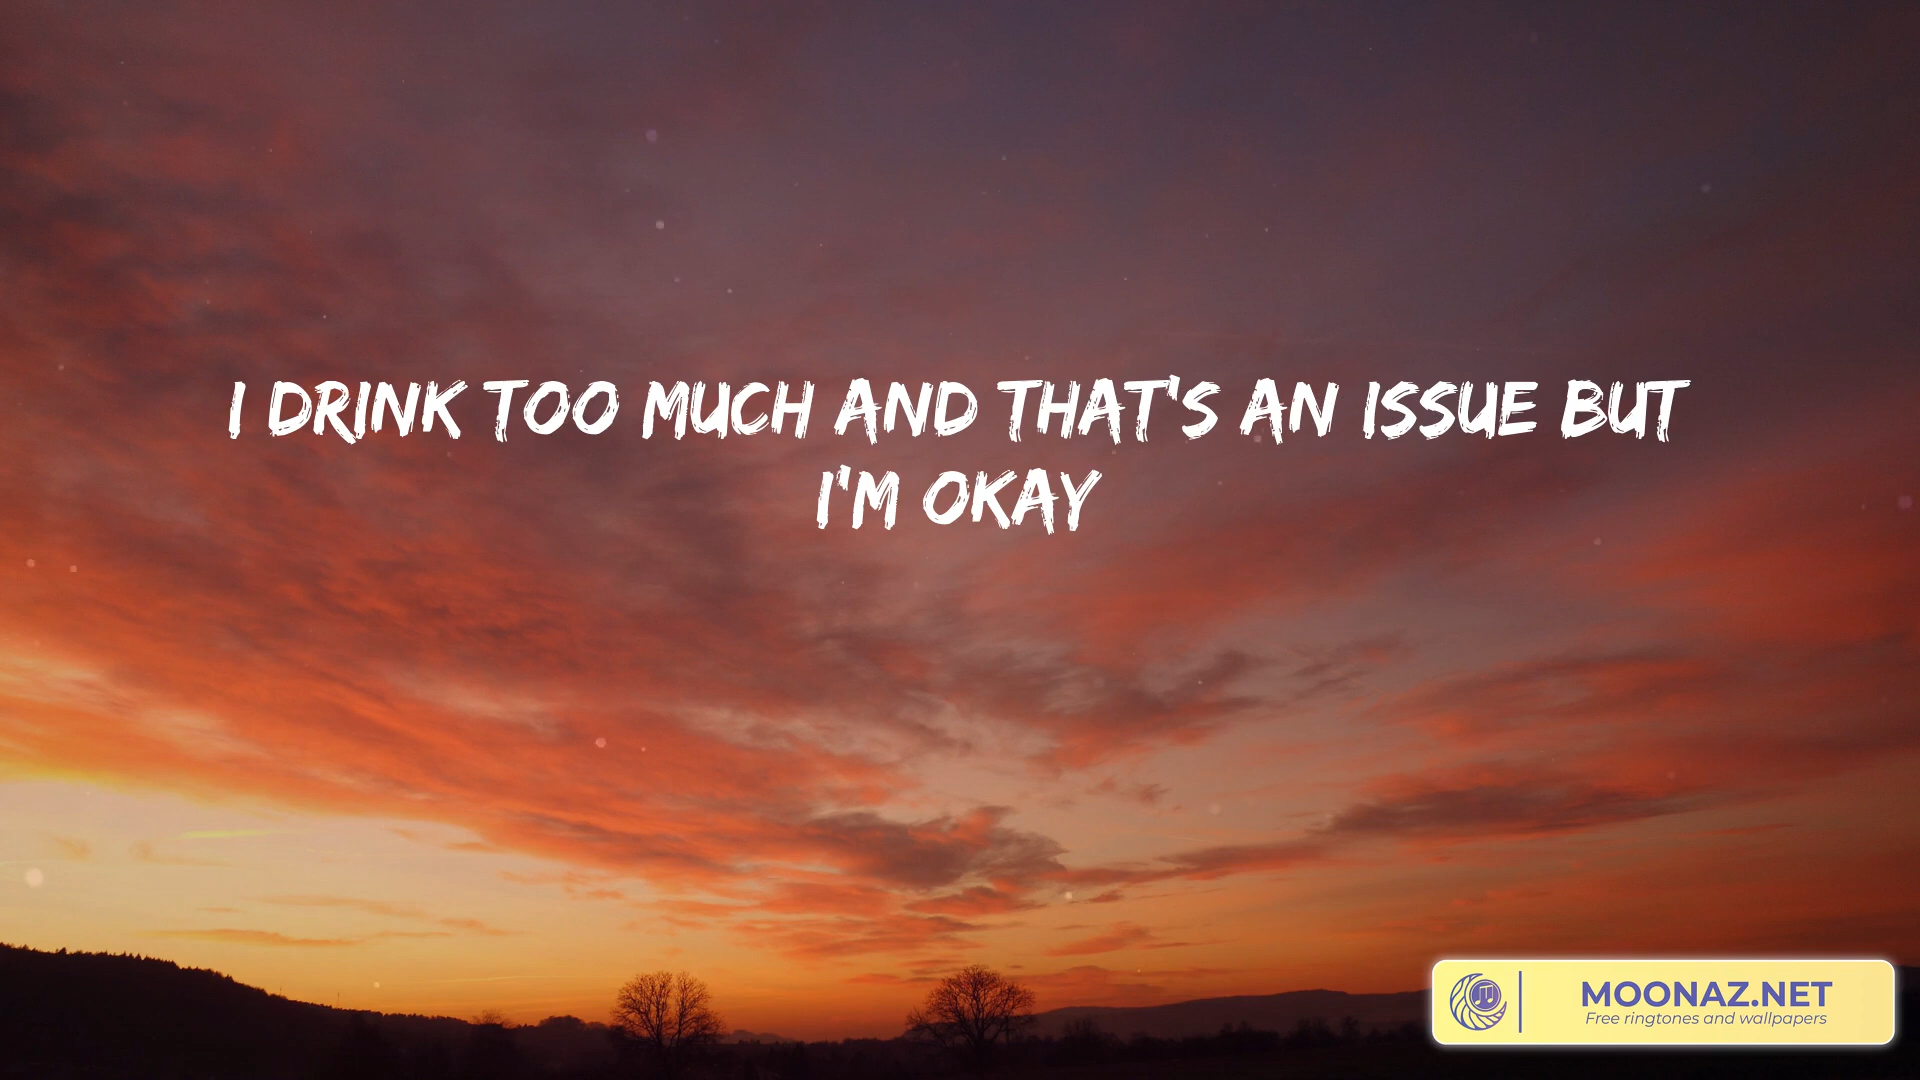 I DRINK TOO MUCH AND THAT'S AN ISSUE BUT
I'M OKAY
MOONAZ.NET
Free ringtones and wallpapers